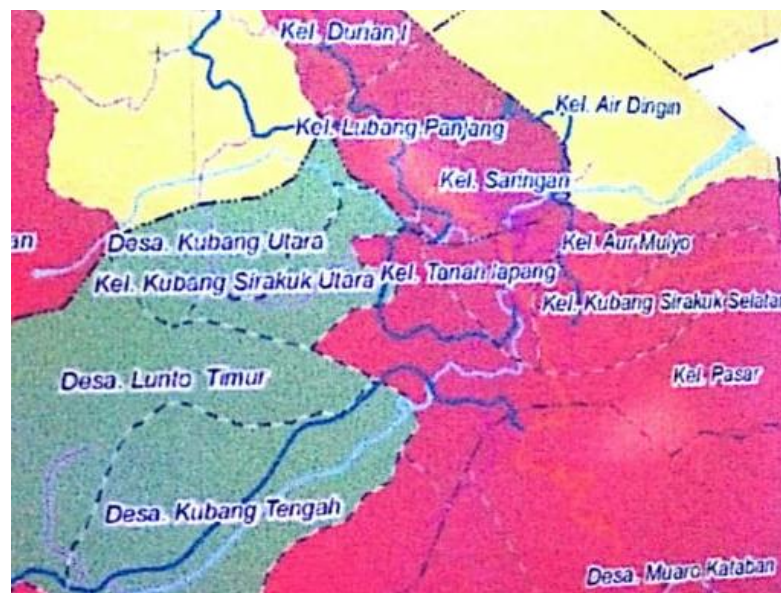 Kel. Durian I
Kel. Air Dingin
Kel. Lubang Panjang
Kel. Saringan
an
Desa. Kubang Utara
Kel. Aur Mulyo
Kel. Kubang Sirakuk Utara
Kel. Tanah lapang
Kel. Kubang Sirakuk Selatan
Desa. Lunto Timur
Kel. Pasar
Desa. Kubang Tengah
Desa. Muaro Kalaban